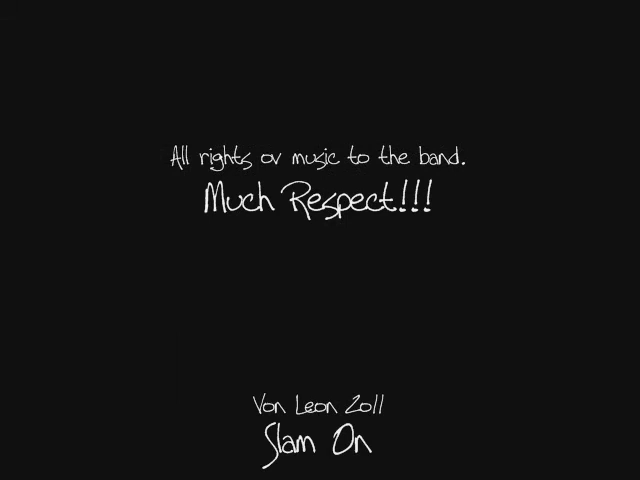 All rights ov music to the band.
Much Respect!!!
Von Leon 2011
Slam On